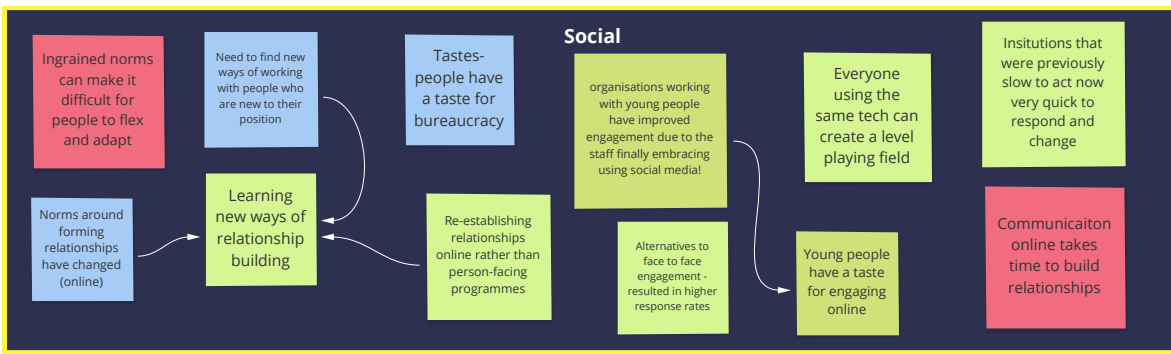 Social
Ingrained norms
can make it
difficult for
people to flex
and adapt
Need to find new
ways of working
with people who
are new to their
position
Tastes-
people have
a taste for
bureaucracy
organisations working
with young people
have improved
engagement due to the
staff finally embracing
using social media!
Everyone
using the
same tech can
create a level
playing field
Insitutions that
were previously
slow to act now
very quick to
respond and
change
Norms around
forming
relationships
have changed
(online)
Learning
new ways of
relationship
building
Re-establishing
relationships
online rather than
person-facing
programmes
Alternatives to
face to face
engagement -
resulted in higher
response rates
Young people
have a taste
for engaging
online
Communicaiton
online takes
time to build
relationships